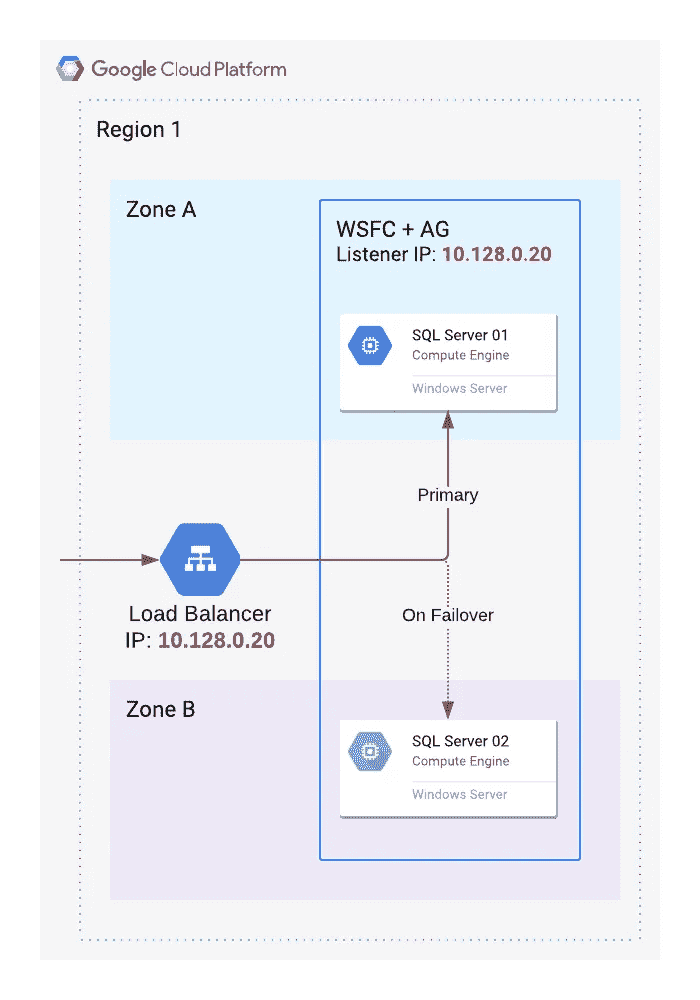 Google Cloud Platform
Region 1
Zone A
WSFC + AG
Listener IP: 10.128.0.20
SQL Server 01
Compute Engine
Windows Server
Primary
Load Balancer
IP: 10.128.0.20
On Failover
Zone B
SQL Server 02
Compute Engine
Windows Server